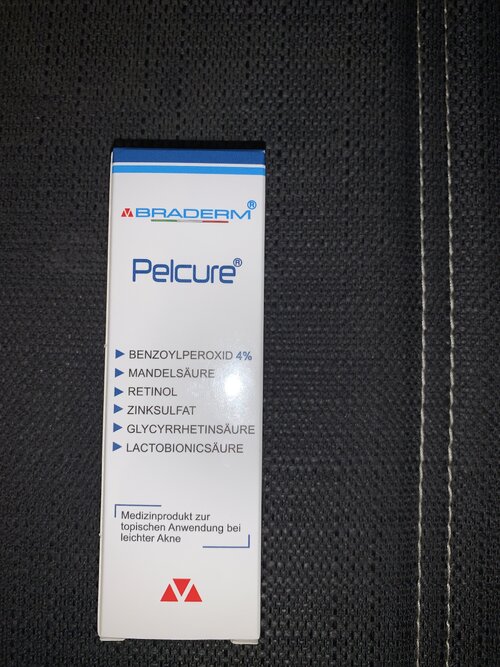 BRADERM®
Pelcure®
▶ BENZOYLPEROXID 4%
▶ MANDELSÄURE
▶ RETINOL
▶ ZINKSULFAT
▶ GLYCYRRHETINSÄURE
▶ LACTOBIONICSÄURE
Medizinprodukt zur
topischen Anwendung bei
leichter Akne